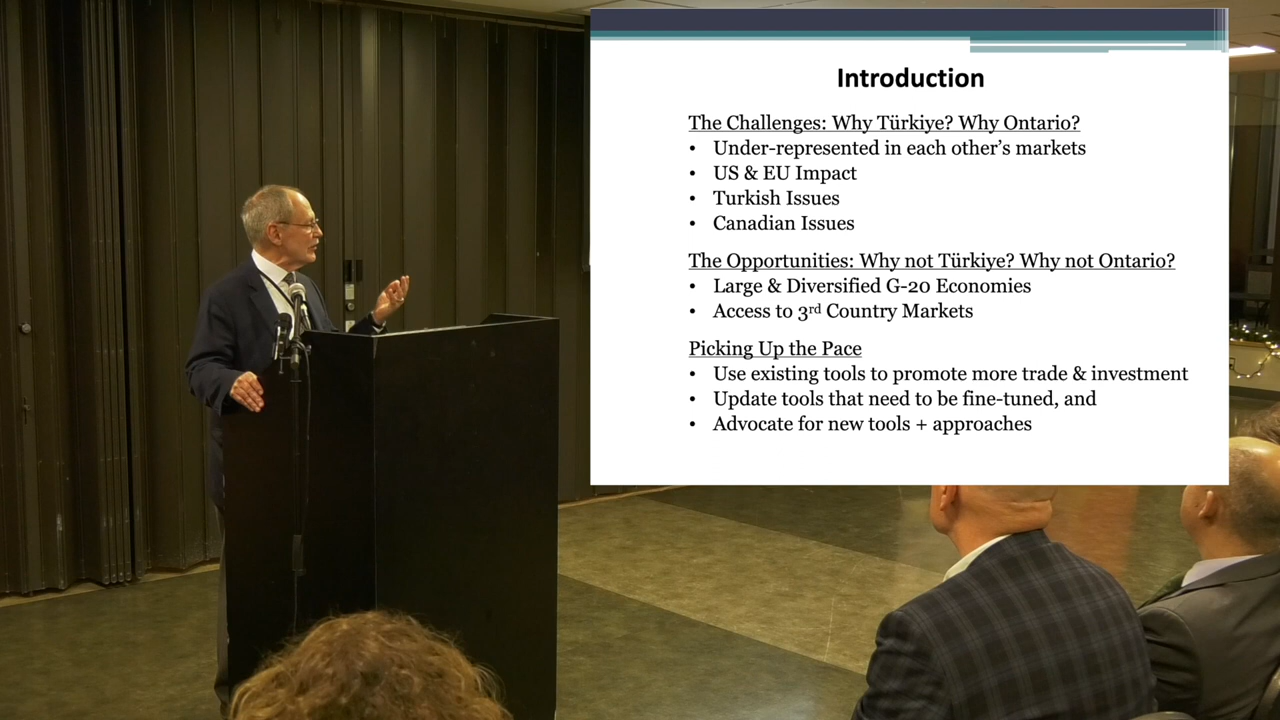 Introduction
The Challenges: Why Türkiye? Why Ontario?
• Under-represented in each other’s markets
• US & EU Impact
• Turkish Issues
• Canadian Issues
The Opportunities: Why not Türkiye? Why not Ontario?
• Large & Diversified G-20 Economies
• Access to 3rd Country Markets
Picking Up the Pace
• Use existing tools to promote more trade & investment
• Update tools that need to be fine-tuned, and
• Advocate for new tools + approaches